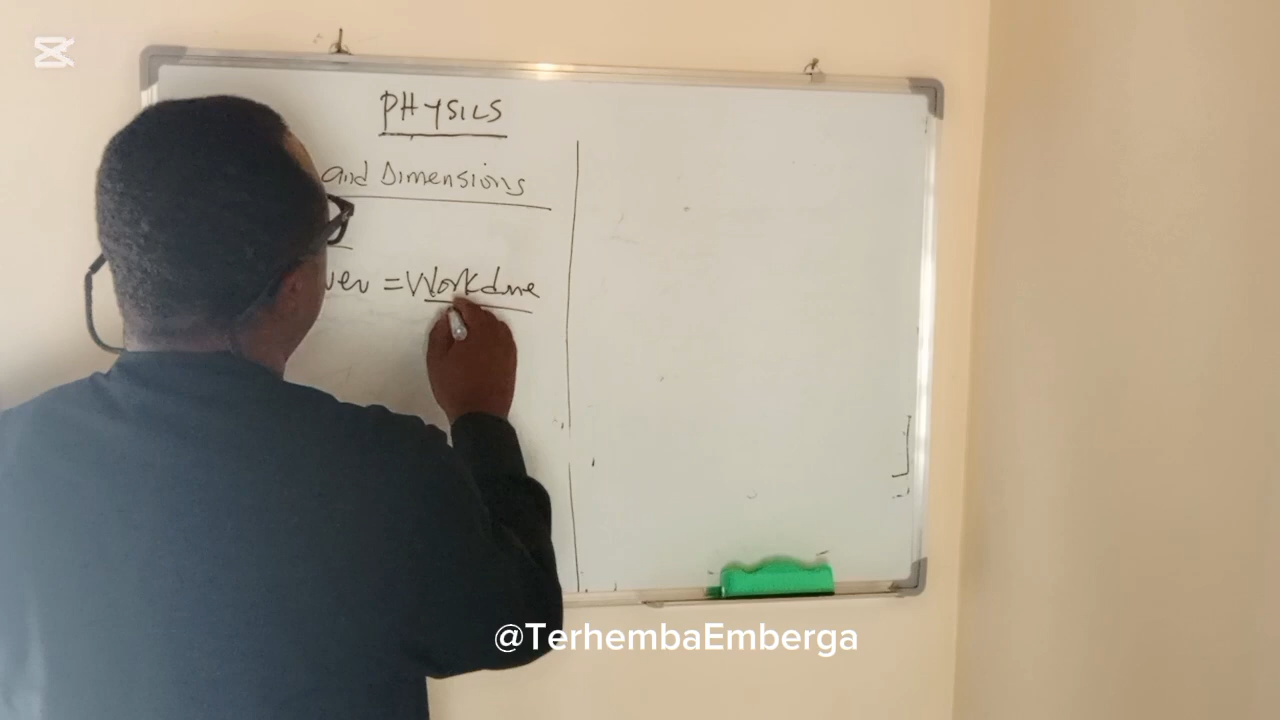 PHYSICS
and Dimensions
wer = Workdone
@TerhembaEmberga